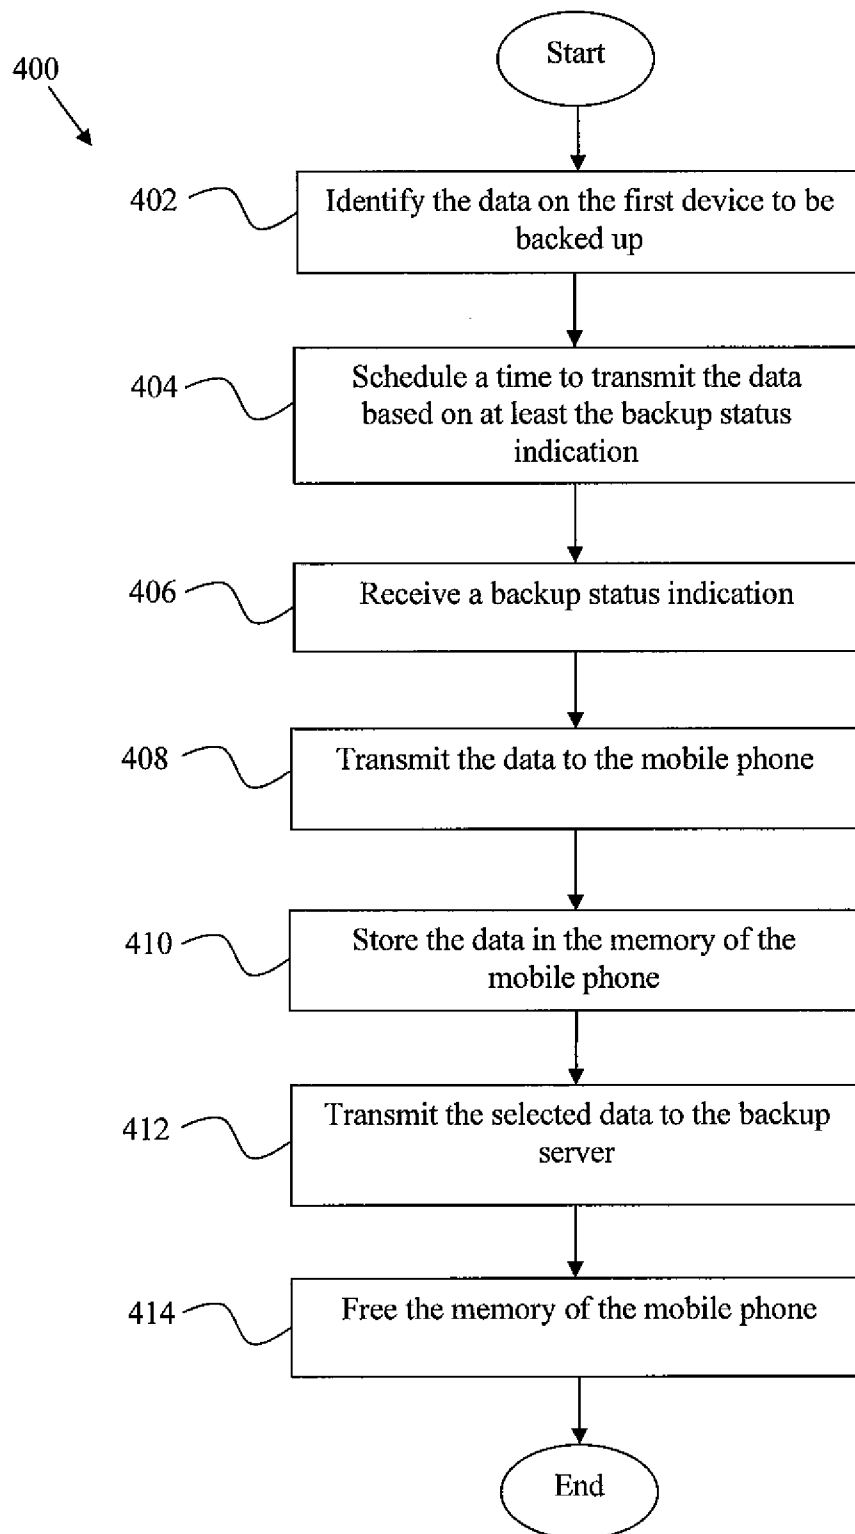 Start
400
402
Identify the data on the first device to be
backed up
404
Schedule a time to transmit the data
based on at least the backup status
indication
406
Receive a backup status indication
408
Transmit the data to the mobile phone
410
Store the data in the memory of the
mobile phone
412
Transmit the selected data to the backup
server
414
Free the memory of the mobile phone
End